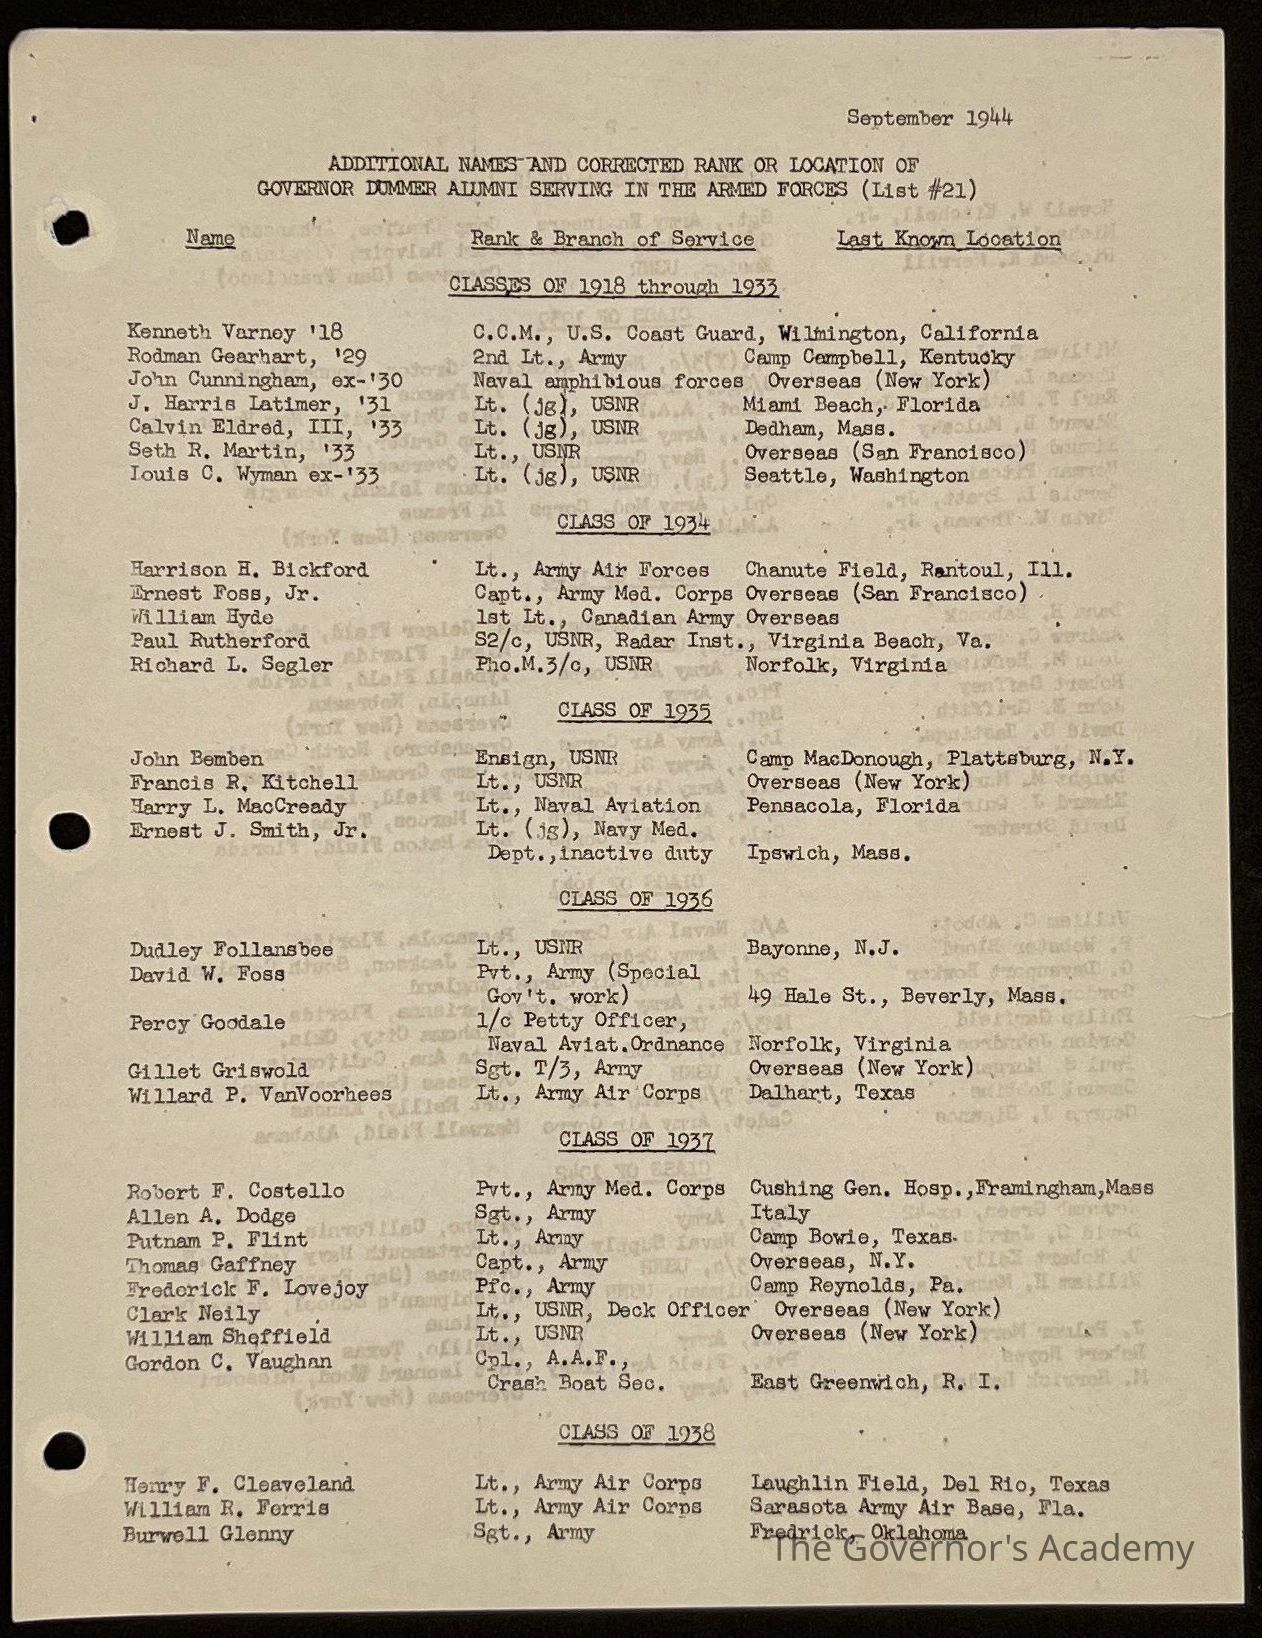 September 1944
ADDITIONAL NAMES AND CORRECTED RANK OR LOCATION OF
GOVERNOR DUMMER ALUMNI SERVING IN THE ARMED FORCES (List #21)
Name Rank & Branch of Service Last Known Location
CLASSES OF 1918 through 1933
Kenneth Varney '18 C.C.M., U.S. Coast Guard, Wilmington, California
Rodman Gearhart, '29 2nd Lt., Army Camp Campbell, Kentucky
John Cunningham, ex-'30 Naval amphibious forces Overseas (New York)
J. Harris Latimer, '31 Lt. (jg), USNR Miami Beach, Florida
Calvin Eldred, III, '33 Lt. (jg), USNR Dedham, Mass.
Seth R. Martin, '33 Lt., USNR Overseas (San Francisco)
Louis C. Wyman ex-'33 Lt. (jg), USNR Seattle, Washington
CLASS OF 1934
Harrison H. Bickford Lt., Army Air Forces Chanute Field, Rantoul, Ill.
Ernest Foss, Jr. Capt., Army Med. Corps Overseas (San Francisco)
William Hyde 1st Lt., Canadian Army Overseas
Paul Rutherford S2/c, USNR, Radar Inst., Virginia Beach, Va.
Richard L. Segler Pho.M.3/c, USNR Norfolk, Virginia
CLASS OF 1935
John Bemben Ensign, USNR Camp MacDonough, Plattsburg, N.Y.
Francis R. Kitchell Lt., USNR Overseas (New York)
Harry L. MacCready Lt., Naval Aviation Pensacola, Florida
Ernest J. Smith, Jr. Lt. (jg), Navy Med.
Dept.,inactive duty Ipswich, Mass.
CLASS OF 1936
Dudley Follansbee Lt., USNR Bayonne, N.J.
David W. Foss Pvt., Army (Special
Gov't. work) 49 Hale St., Beverly, Mass.
Percy Goodale 1/c Petty Officer,
Naval Aviat.Ordnance Norfolk, Virginia
Gillet Griswold Sgt. T/3, Army Overseas (New York)
Willard P. VanVoorhees Lt., Army Air Corps Dalhart, Texas
CLASS OF 1937
Robert F. Costello Pvt., Army Med. Corps Cushing Gen. Hosp.,Framingham,Mass
Allen A. Dodge Sgt., Army Italy
Putnam P. Flint Lt., Army Camp Bowie, Texas
Thomas Gaffney Capt., Army Overseas, N.Y.
Frederick F. Lovejoy Pfc., Army Camp Reynolds, Pa.
Clark Neily Lt., USNR, Deck Officer Overseas (New York)
William Sheffield Lt., USNR Overseas (New York)
Gordon C. Vaughan Cpl., A.A.F.,
Crash Boat Sec. East Greenwich, R. I.
CLASS OF 1938
Henry F. Cleaveland Lt., Army Air Corps Laughlin Field, Del Rio, Texas
William R. Ferris Lt., Army Air Corps Sarasota Army Air Base, Fla.
Burwell Glenny Sgt., Army Fredrick, Oklahoma
The Governor's Academy